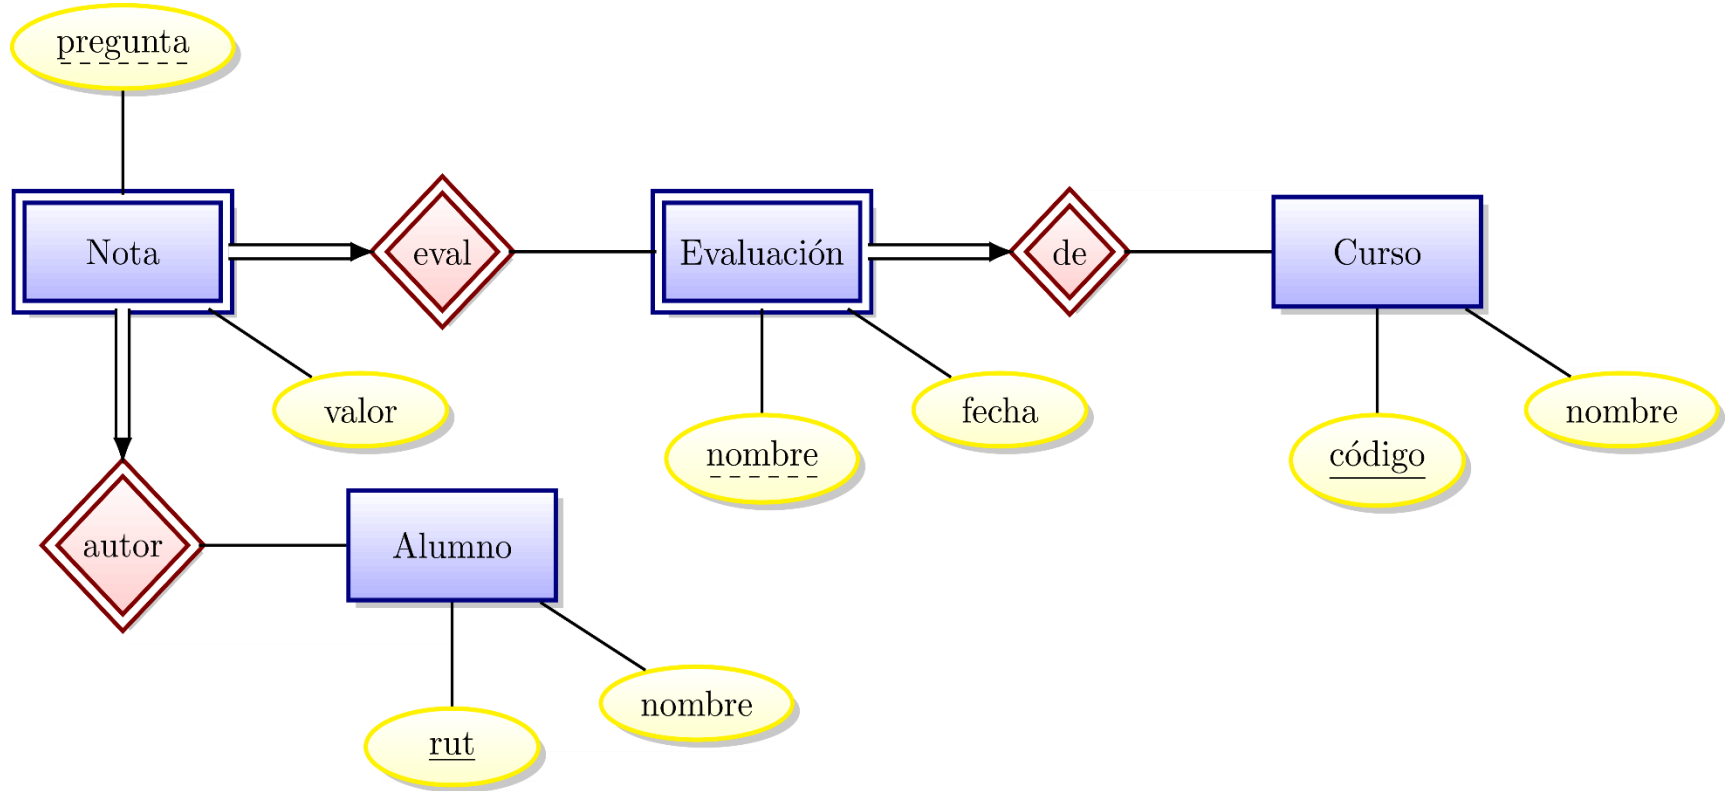 pregunta
Nota
eval
Evaluación
de
Curso
valor
nombre
fecha
código
nombre
autor
Alumno
rut
nombre